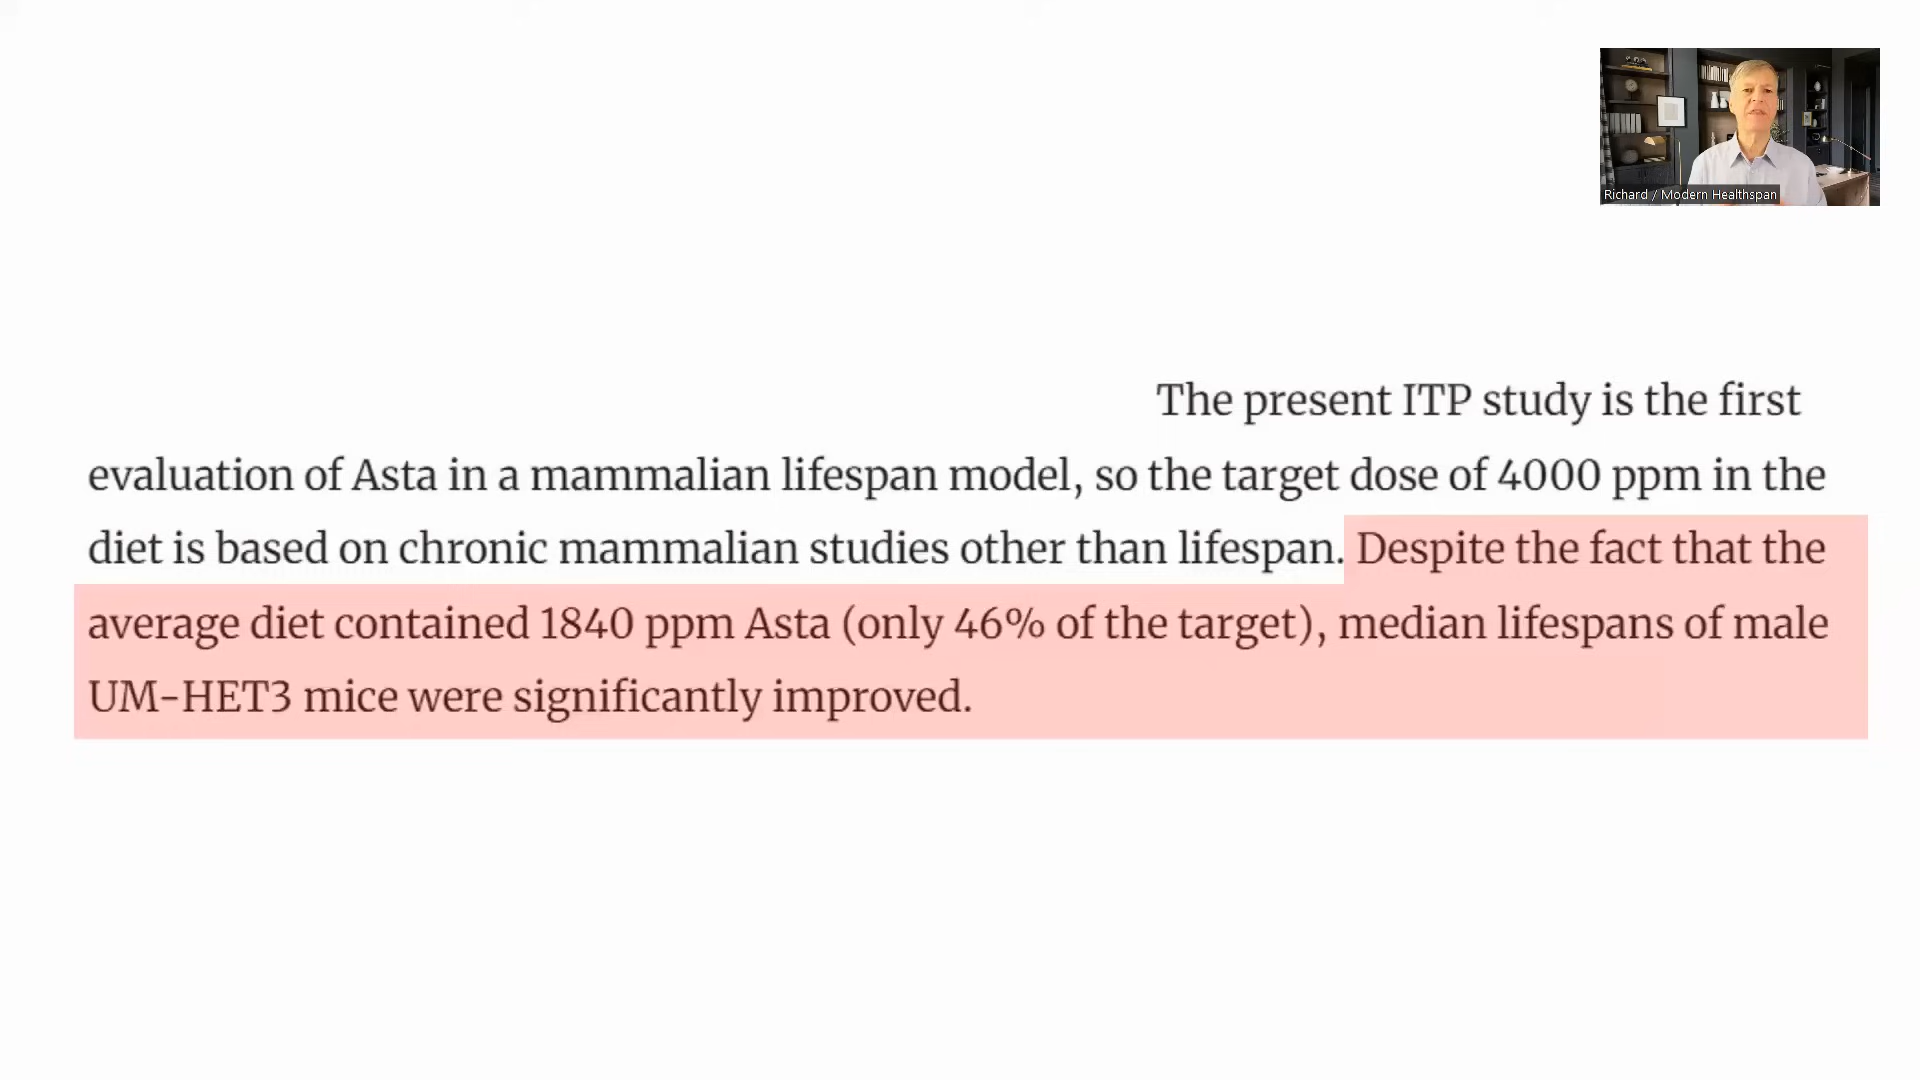 Richard / Modern Healthspan
The present ITP study is the first
evaluation of Asta in a mammalian lifespan model, so the target dose of 4000 ppm in the
diet is based on chronic mammalian studies other than lifespan. Despite the fact that the
average diet contained 1840 ppm Asta (only 46% of the target), median lifespans of male
UM-HET3 mice were significantly improved.